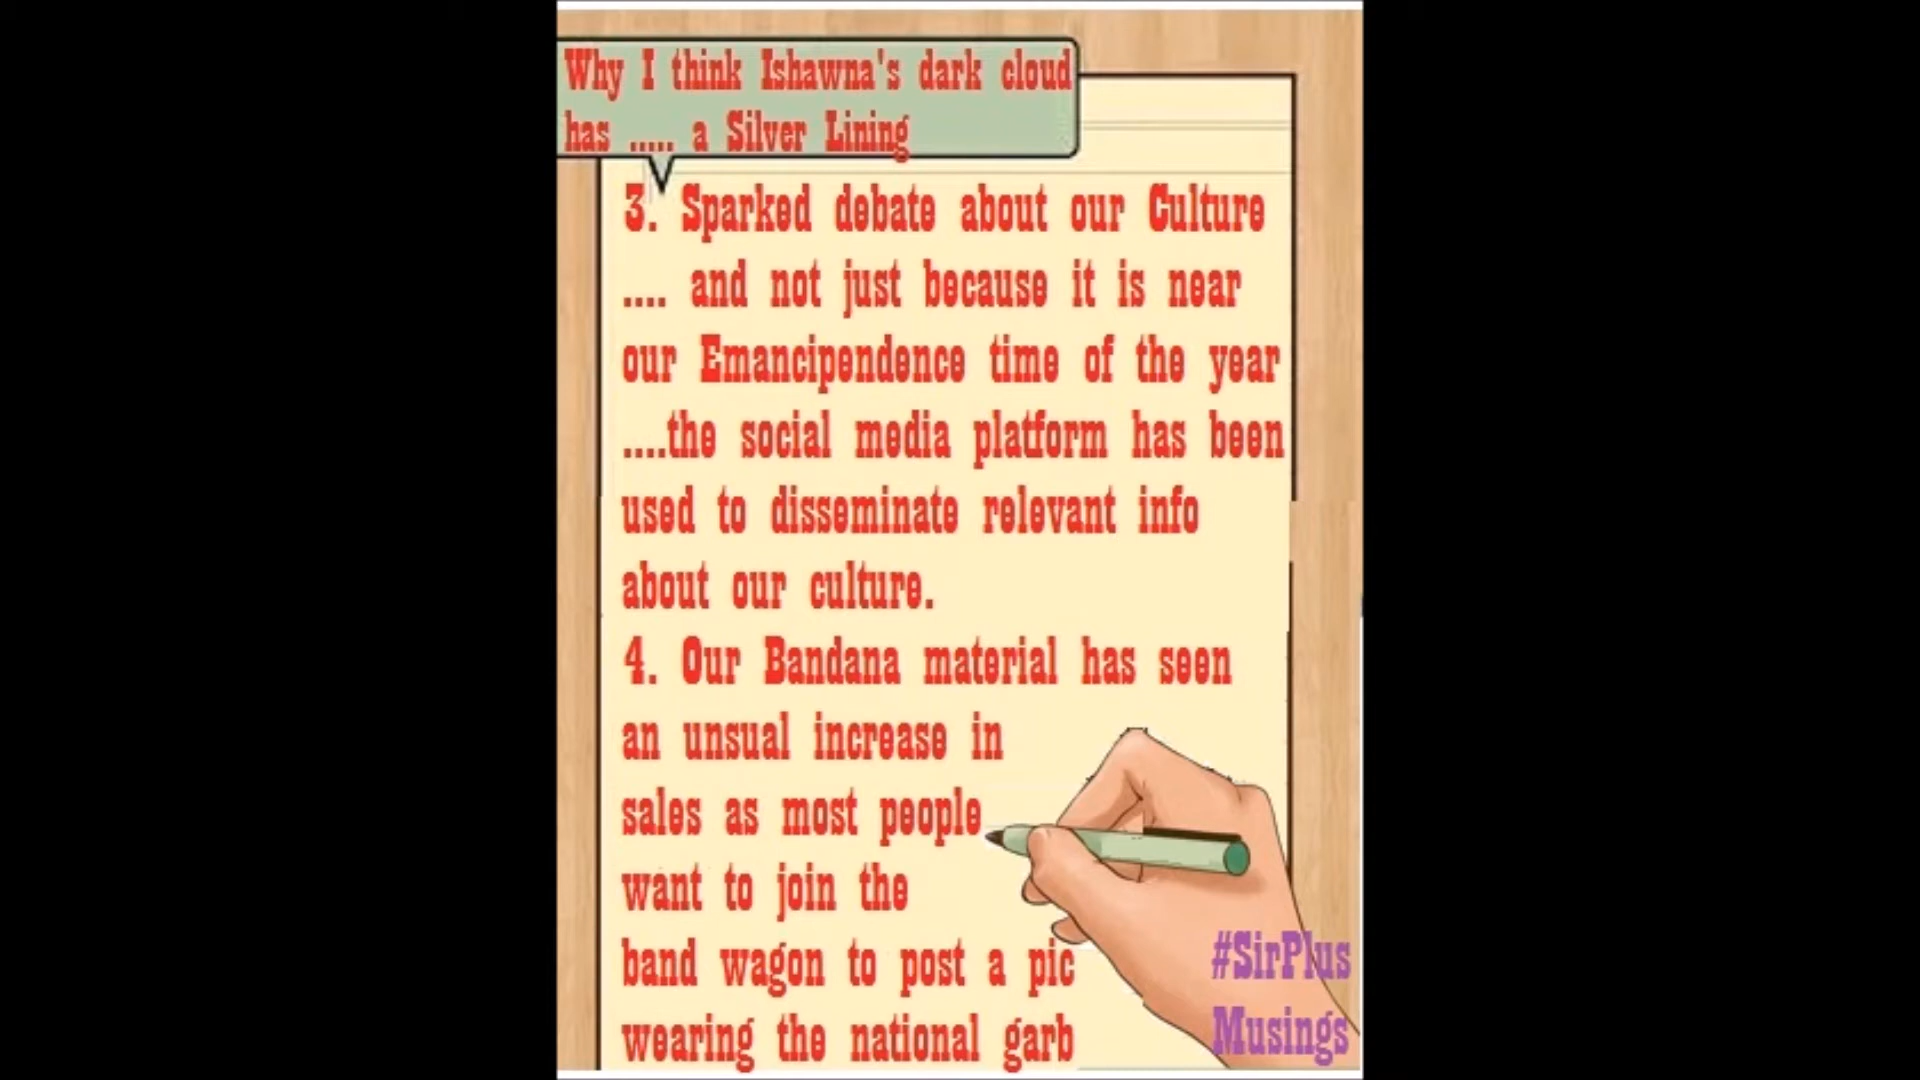 Why I think Ishawna's dark cloud
has ..... a Silver Lining
3. Sparked debate about our Culture
.... and not just because it is near
our Emancipendence time of the year
....the social media platform has been
used to disseminate relevant info
about our culture.
4. Our Bandana material has seen
an unsual increase in
sales as most people
want to join the
band wagon to post a pic
wearing the national garb
#SirPlus
Musings